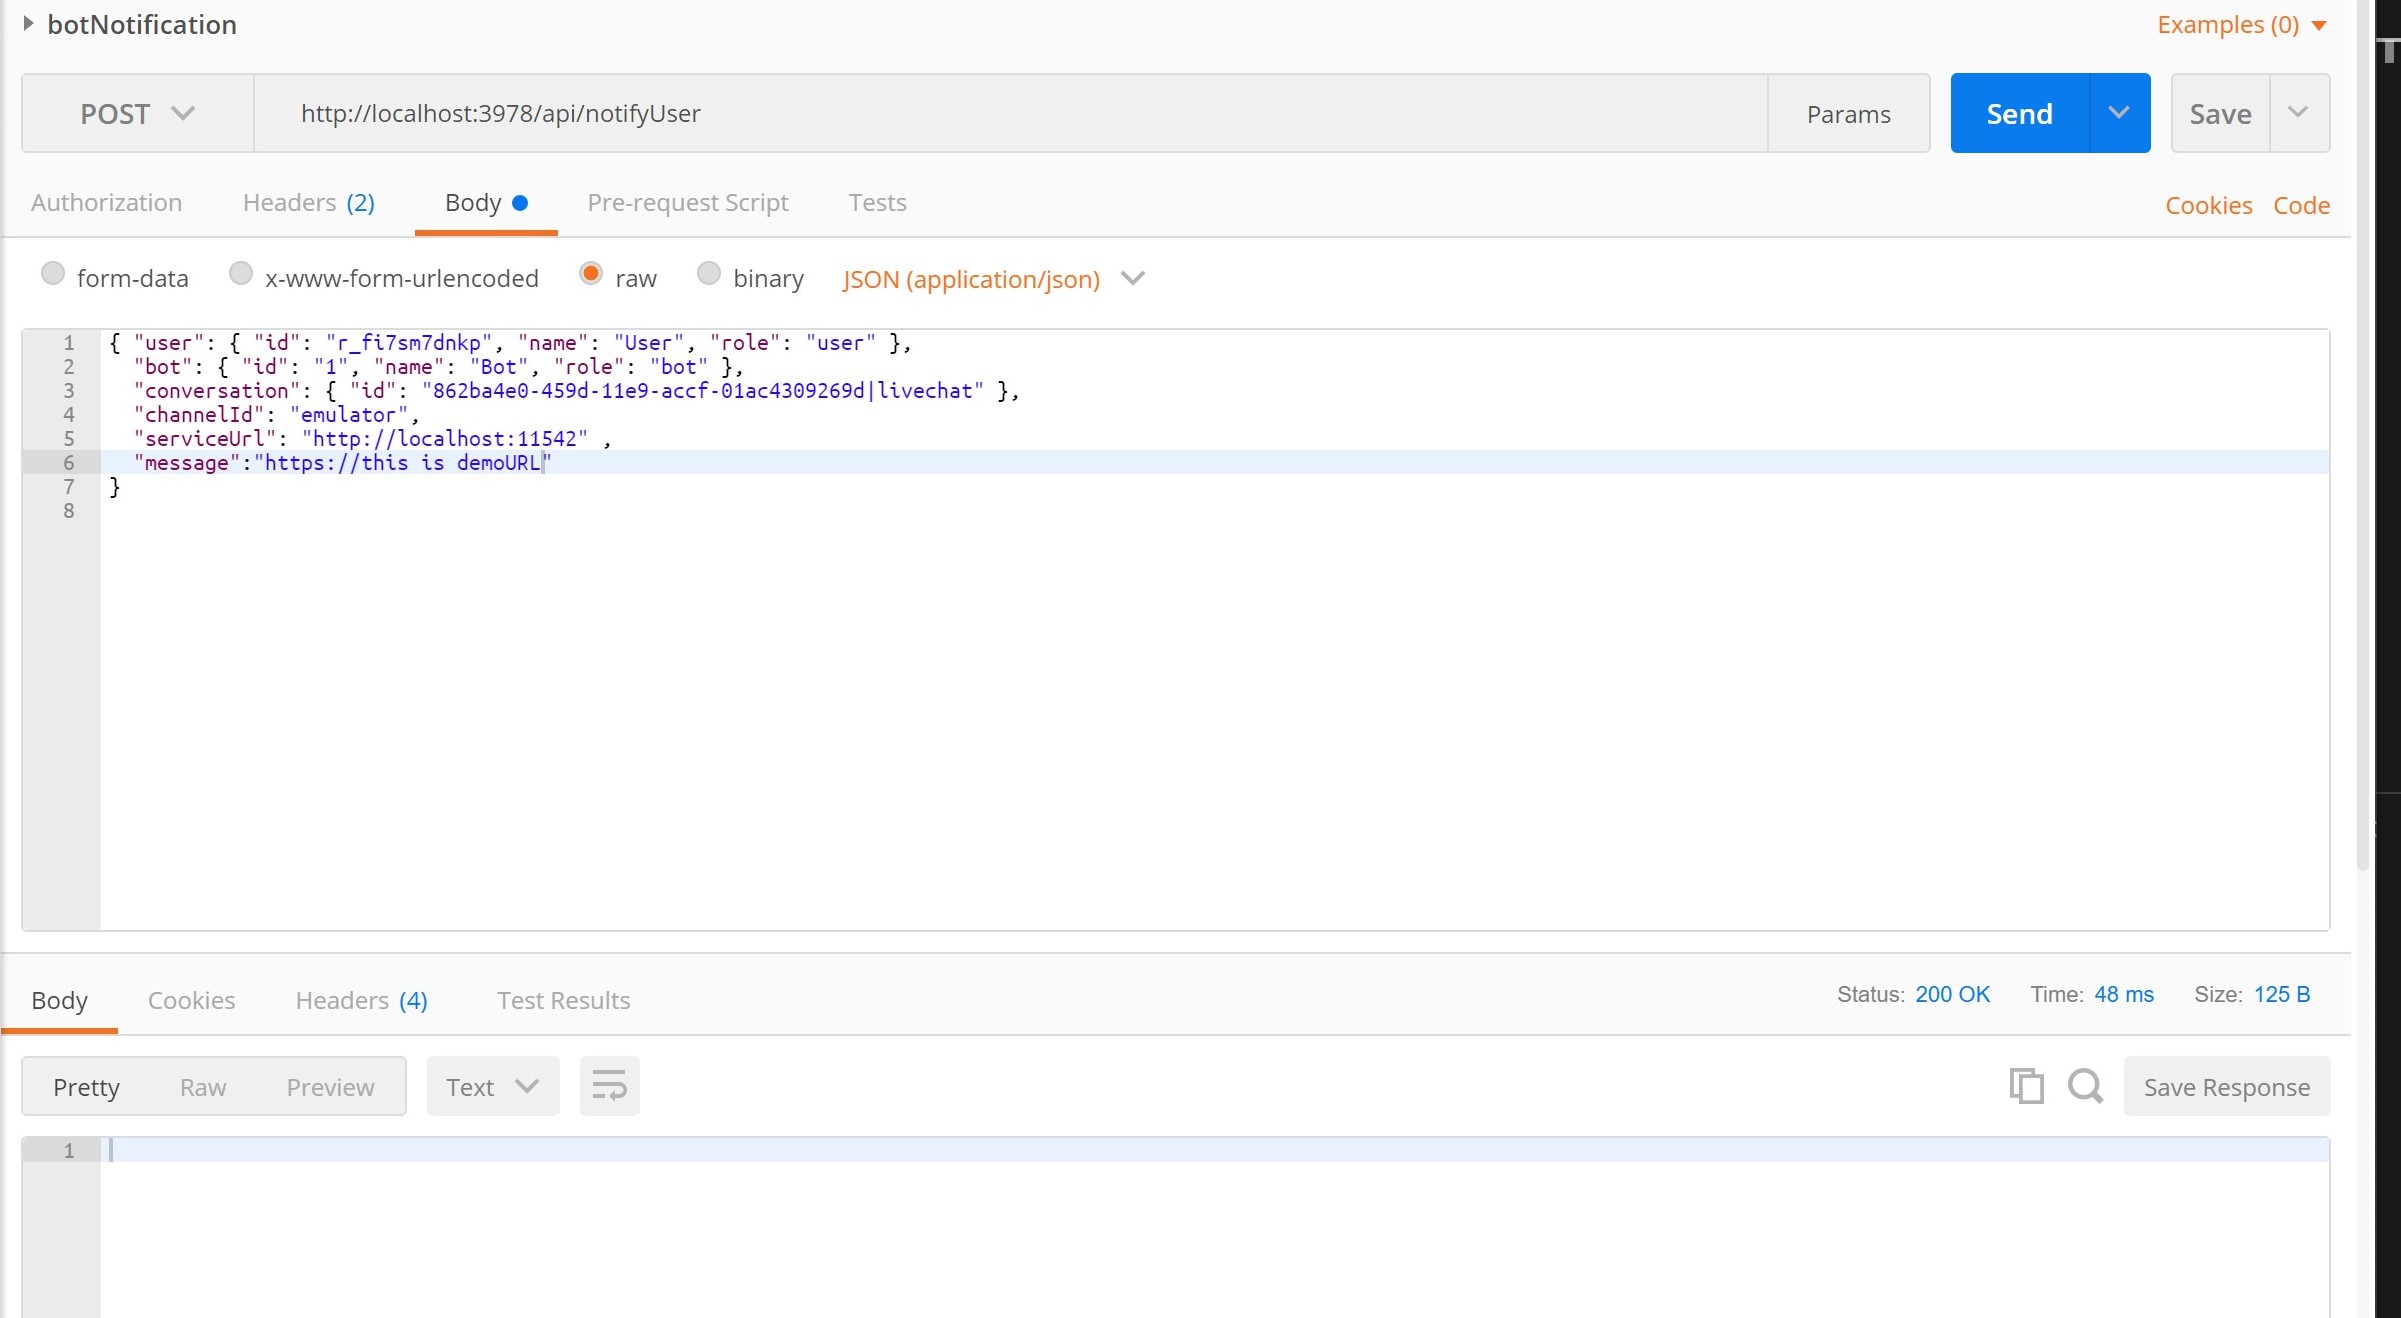 botNotification
Examples (0)
POST http://localhost:3978/api/notifyUser Params Send Save
Authorization Headers (2) Body Pre-request Script Tests Cookies Code
form-data x-www-form-urlencoded raw binary JSON (application/json)
1 { "user": { "id": "r_fi7sm7dnkp", "name": "User", "role": "user" },
2 "bot": { "id": "1", "name": "Bot", "role": "bot" },
3 "conversation": { "id": "862ba4e0-459d-11e9-accf-01ac4309269d|livechat" },
4 "channelId": "emulator",
5 "serviceUrl": "http://localhost:11542" ,
6 "message":"https://this is demoURL"
7 }
8
Body Cookies Headers (4) Test Results Status: 200 OK Time: 48 ms Size: 125 B
Pretty Raw Preview Text Save Response
1